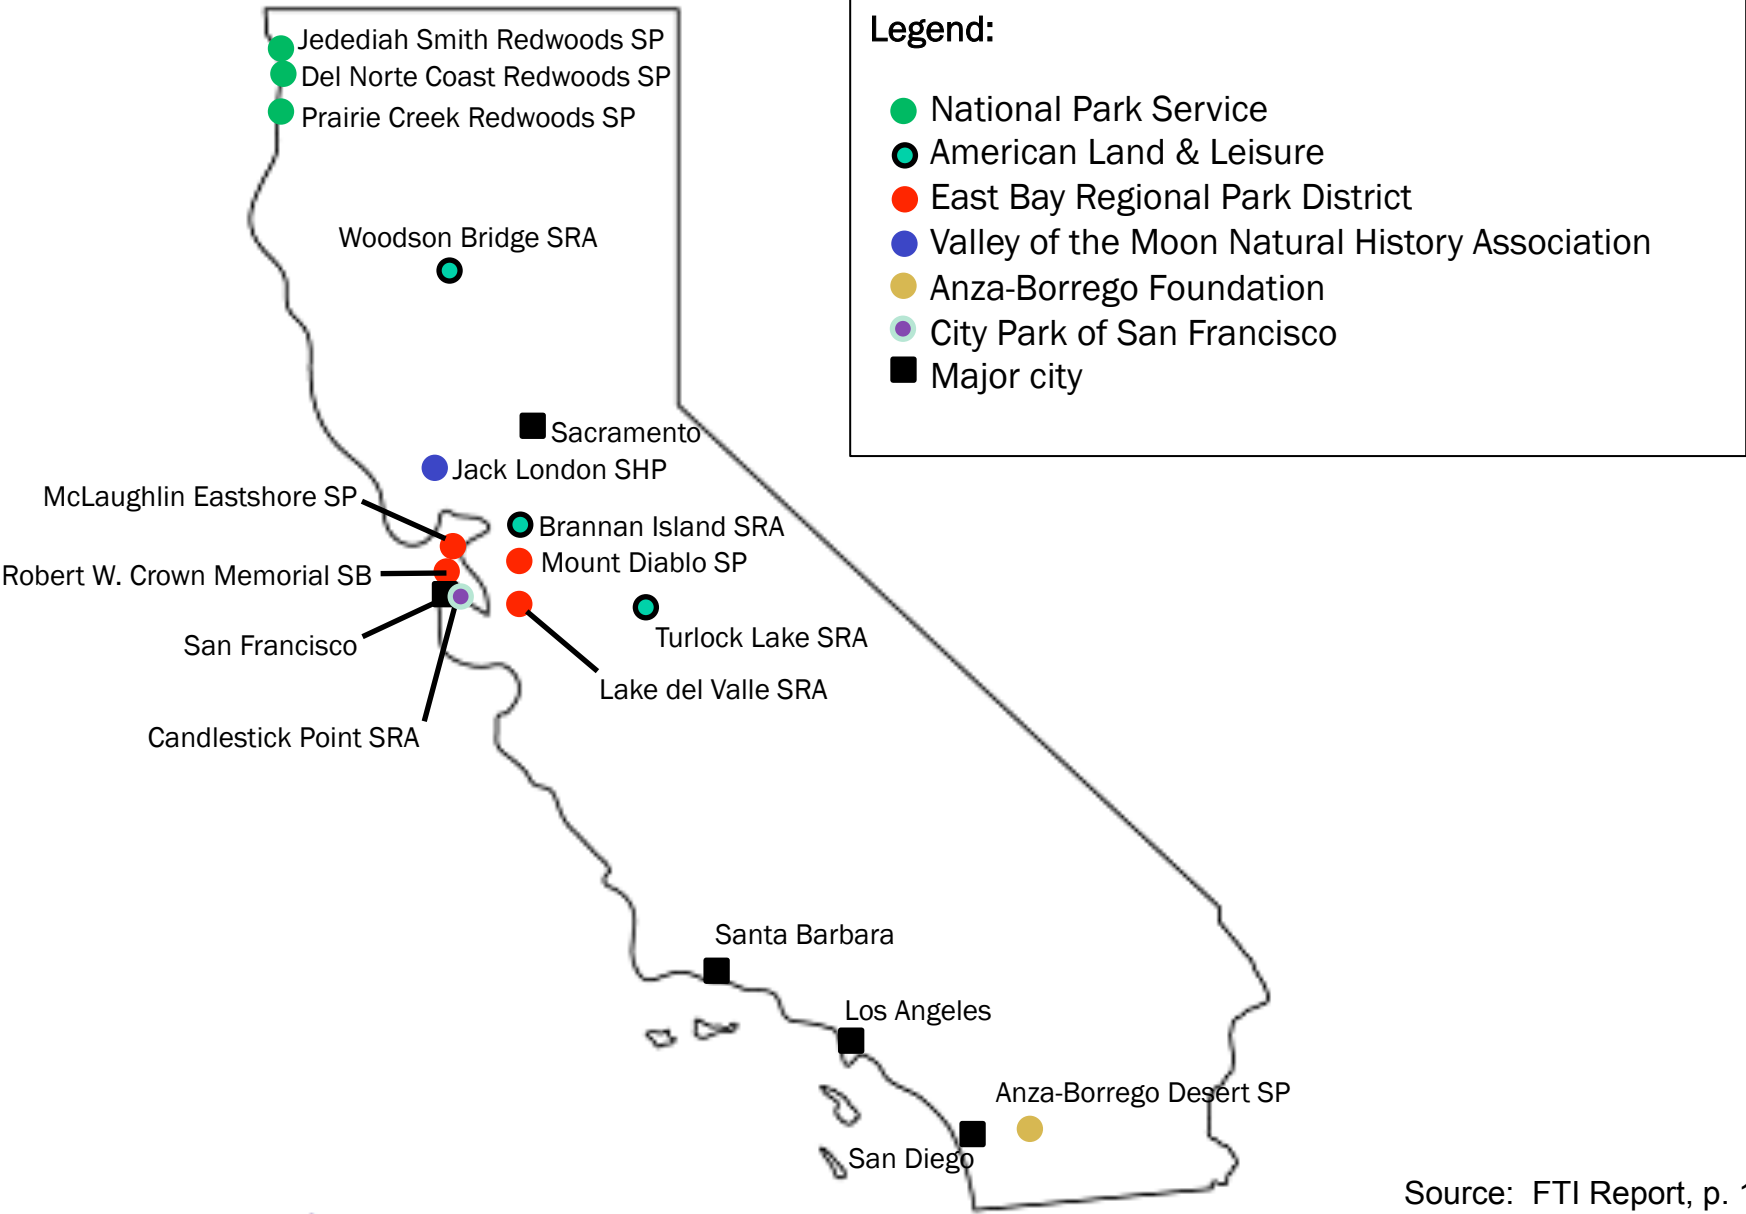 Legend:
National Park Service
American Land & Leisure
East Bay Regional Park District
Valley of the Moon Natural History Association
Anza-Borrego Foundation
City Park of San Francisco
Major city
Jedediah Smith Redwoods SP
Del Norte Coast Redwoods SP
Prairie Creek Redwoods SP
Woodson Bridge SRA
Sacramento
Jack London SHP
McLaughlin Eastshore SP
Brannan Island SRA
Mount Diablo SP
Robert W. Crown Memorial SB
Turlock Lake SRA
San Francisco
Lake del Valle SRA
Candlestick Point SRA
Santa Barbara
Los Angeles
Anza-Borrego Desert SP
San Diego
Source: FTI Report, p.